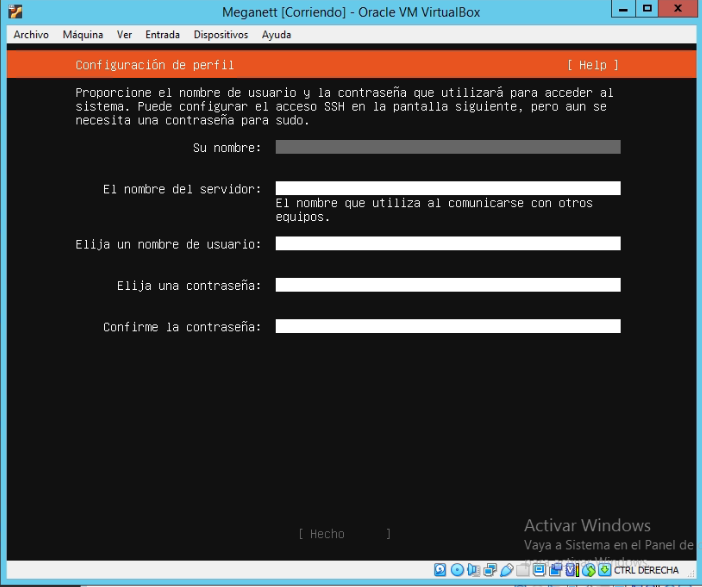 Meganett [Corriendo] - Oracle VM VirtualBox
Archivo Máquina Ver Entrada Dispositivos Ayuda
Configuración de perfil [ Help ]
Proporcione el nombre de usuario y la contraseña que utilizará para acceder al
sistema. Puede configurar el acceso SSH en la pantalla siguiente, pero aun se
necesita una contraseña para sudo.
Su nombre:
El nombre del servidor:
El nombre que utiliza al comunicarse con otros
equipos.
Elija un nombre de usuario:
Elija una contraseña:
Confirme la contraseña:
[ Hecho ]
Activar Windows
Vaya a Sistema en el Panel de
CTRL DERECHA